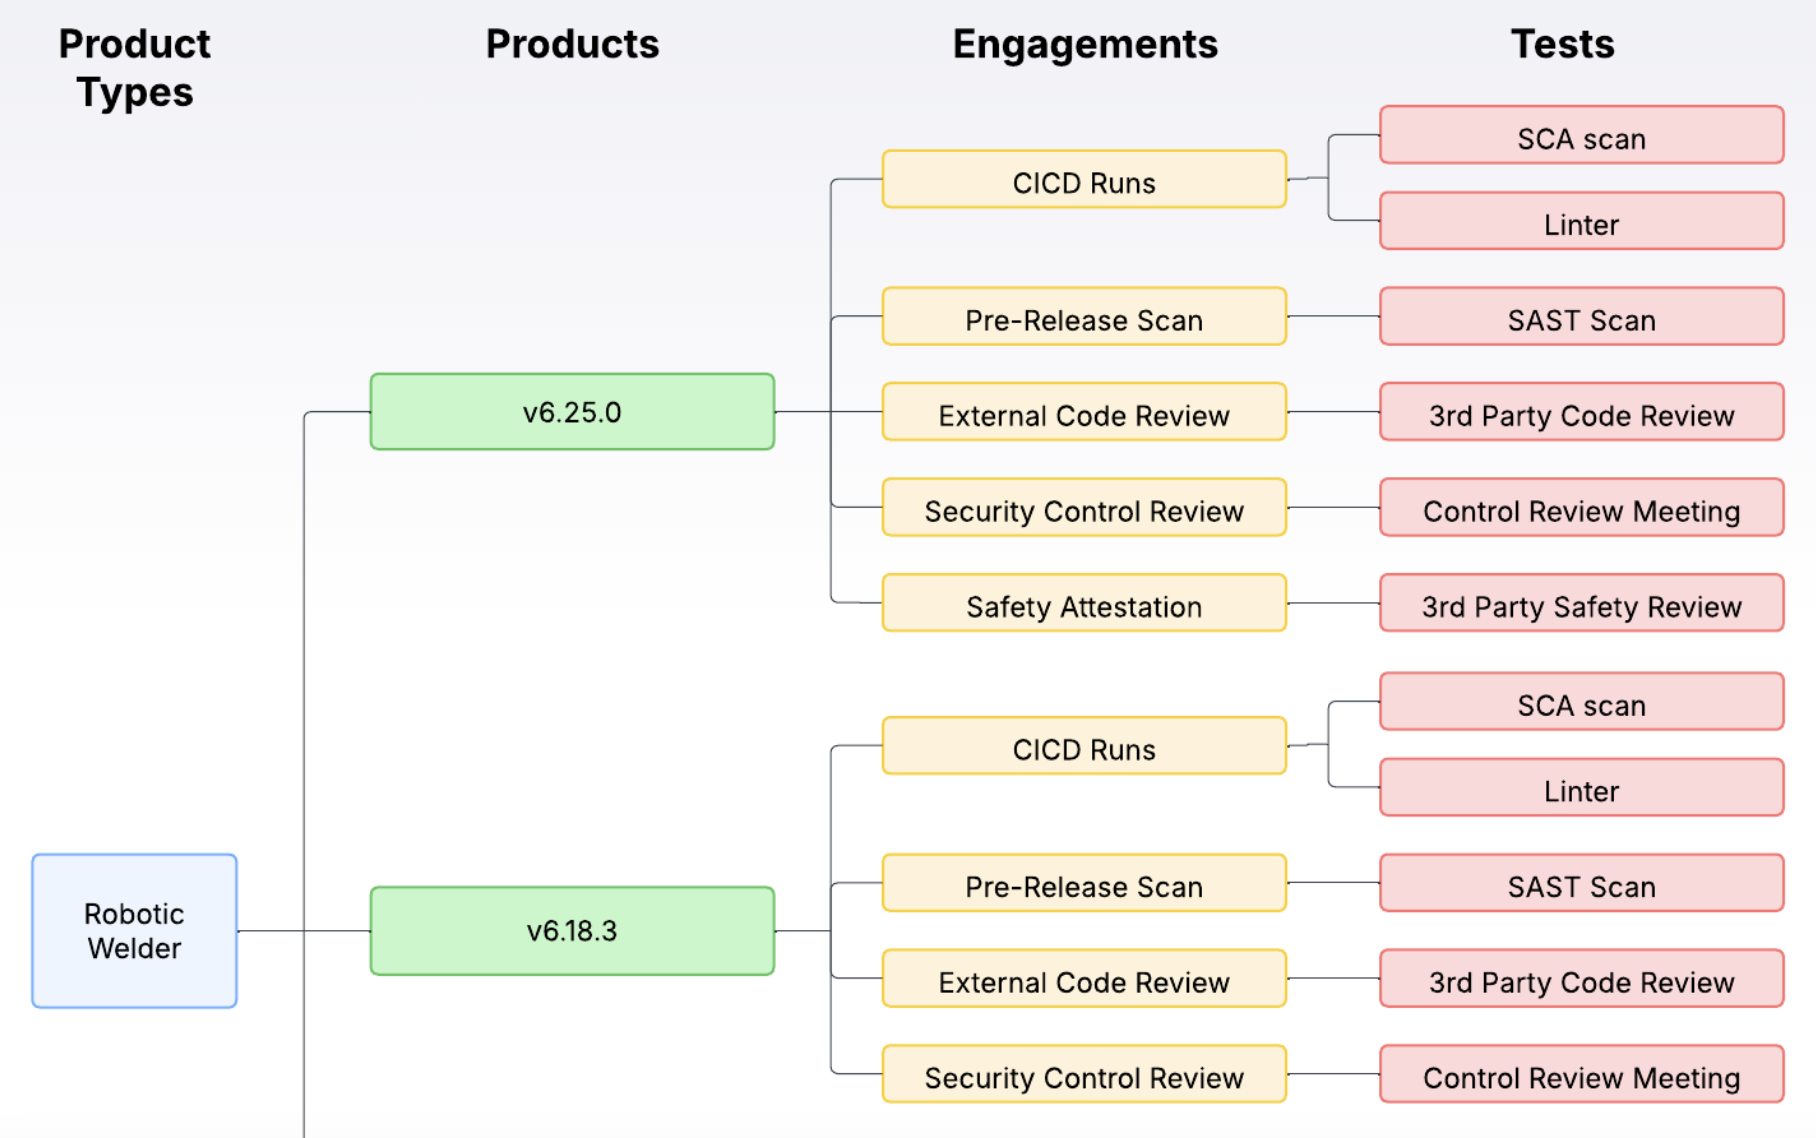 Product
Types
Products
Engagements
Tests
SCA scan
CICD Runs
Linter
Pre-Release Scan
SAST Scan
v6.25.0
External Code Review
3rd Party Code Review
Security Control Review
Control Review Meeting
Safety Attestation
3rd Party Safety Review
SCA scan
CICD Runs
Linter
Pre-Release Scan
SAST Scan
Robotic
Welder
v6.18.3
External Code Review
3rd Party Code Review
Security Control Review
Control Review Meeting